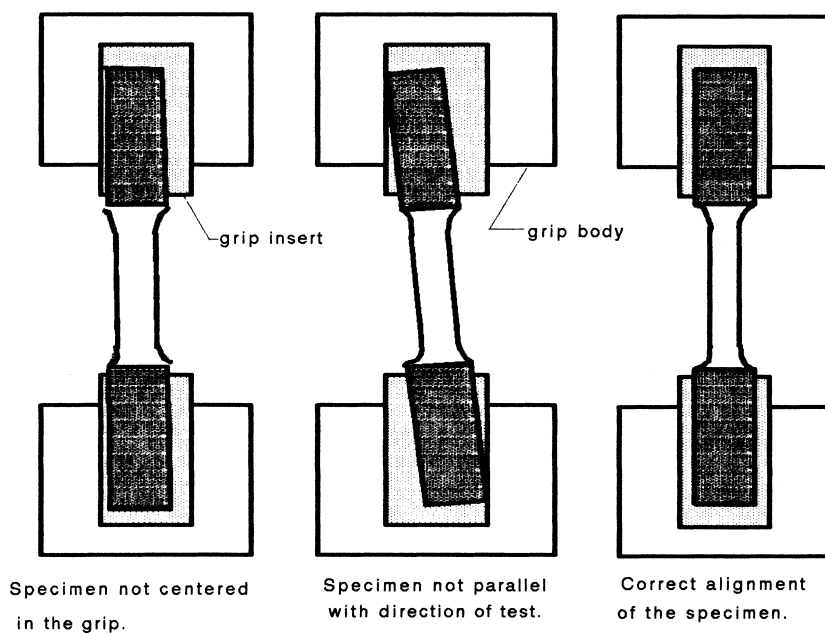 grip insert
grip body
Specimen not centered
in the grip.
Specimen not parallel
with direction of test.
Correct alignment
of the specimen.